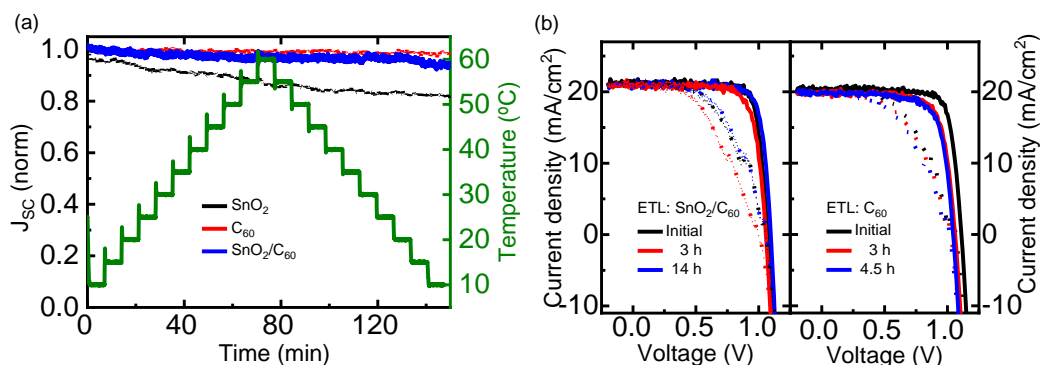 (a)
1.0
0.8
0.6
0.4
0.2
0.0
J_SC (norm)
SnO₂
C₆₀
SnO₂/C₆₀
60
50
40
30
20
10
Temperature (ºC)
0 40 80 120
Time (min)
(b)
20
10
0
-10
Current density (mA/cm²)
ETL: SnO₂/C₆₀
Initial
3 h
14 h
0.0 0.5 1.0
Voltage (V)
ETL: C₆₀
Initial
3 h
4.5 h
0.0 0.5 1.0
Voltage (V)
20
10
0
-10
Current density (mA/cm²)